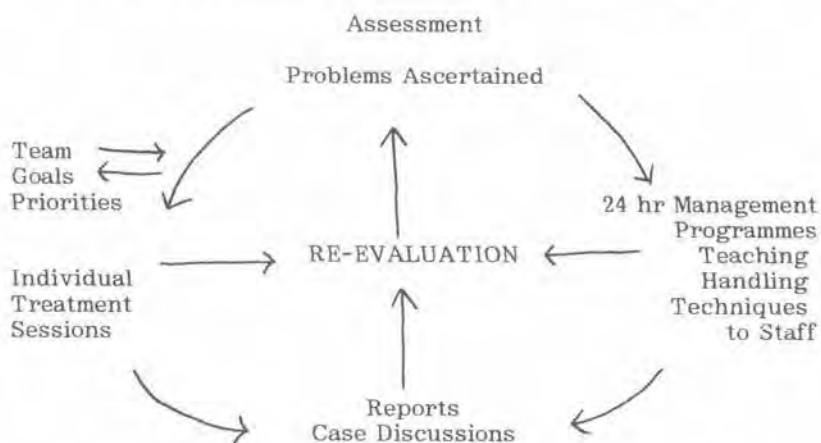 Assessment
Problems Ascertained
Team
Goals
Priorities
24 hr Management
Programmes
Teaching
Handling
Techniques
to Staff
RE-EVALUATION
Individual
Treatment
Sessions
Reports
Case Discussions